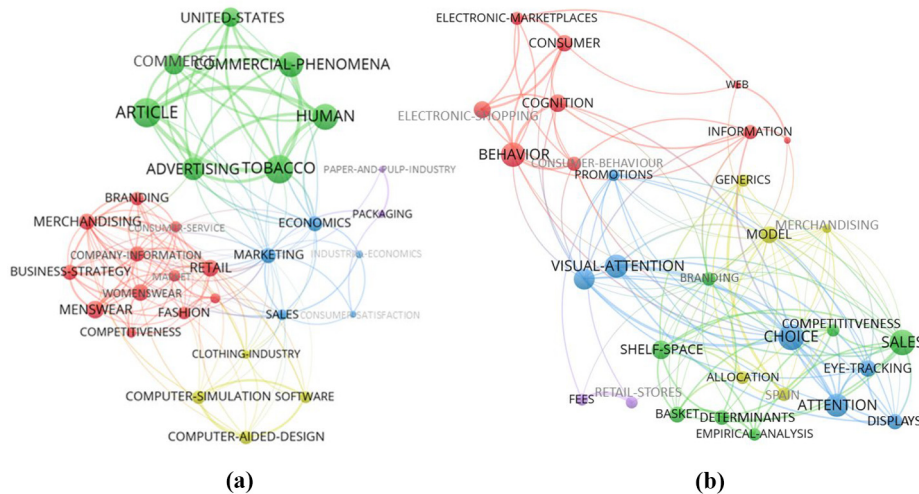 UNITED-STATES
COMMERCE
COMMERCIAL-PHENOMENA
ARTICLE
HUMAN
ADVERTISING
TOBACCO
PAPER-AND-PULP-INDUSTRY
BRANDING
PACKAGING
MERCHANDISING
CONSUMER-SERVICE
ECONOMICS
COMPANY-INFORMATION
MARKETING
INDUSTRIAL-ECONOMICS
BUSINESS-STRATEGY
MARKET
RETAIL
WOMENSWEAR
MENSWEAR
FASHION
SALES
CONSUMER-SATISFACTION
COMPETITIVENESS
CLOTHING-INDUSTRY
COMPUTER-SIMULATION
SOFTWARE
COMPUTER-AIDED-DESIGN
(a)
ELECTRONIC-MARKETPLACES
CONSUMER
WEB
COGNITION
ELECTRONIC-SHOPPING
INFORMATION
BEHAVIOR
CONSUMER-BEHAVIOUR
PROMOTIONS
GENERICS
MERCHANDISING
MODEL
VISUAL-ATTENTION
BRANDING
COMPETITITVENESS
CHOICE
SALES
SHELF-SPACE
EYE-TRACKING
ALLOCATION
SPAIN
FEES
RETAIL-STORES
ATTENTION
BASKET
DETERMINANTS
DISPLAYS
EMPIRICAL-ANALYSIS
(b)